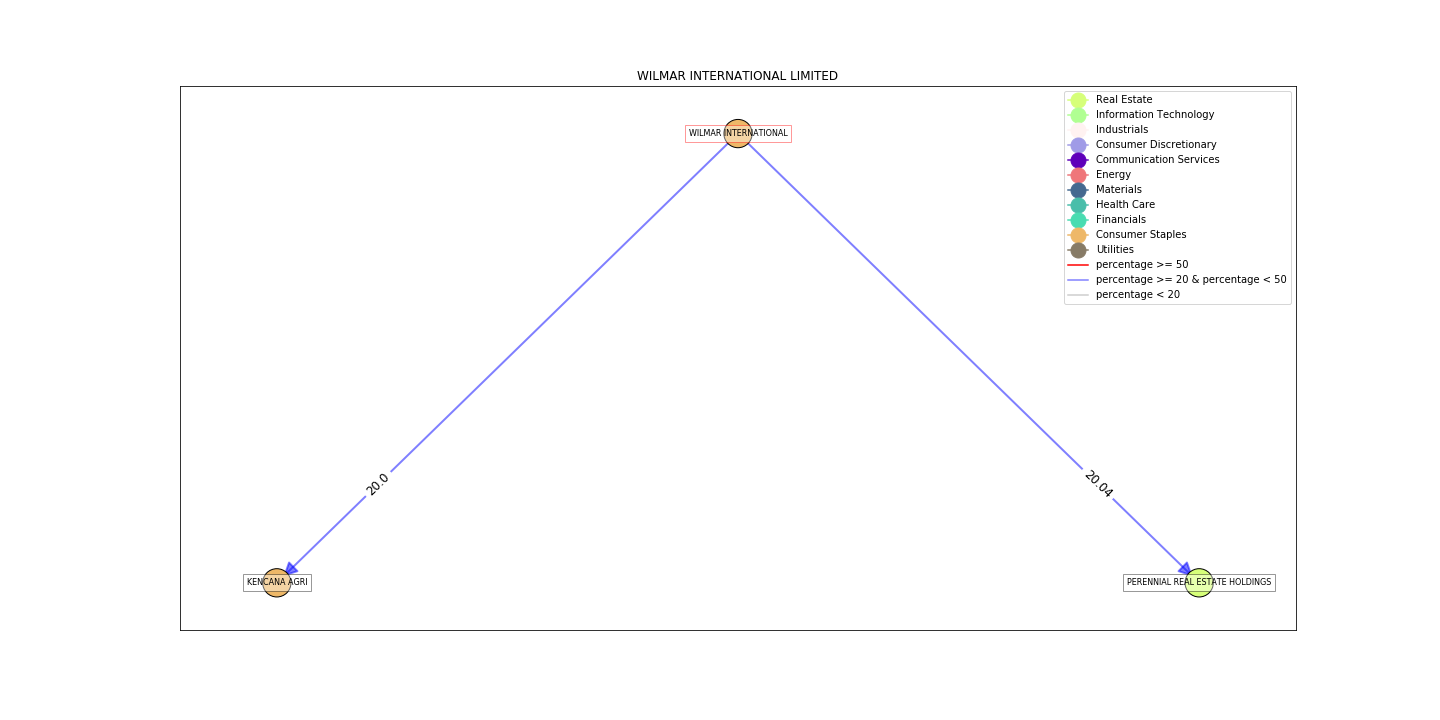 WILMAR INTERNATIONAL LIMITED
WILMAR INTERNATIONAL
Real Estate
Information Technology
Industrials
Consumer Discretionary
Communication Services
Energy
Materials
Health Care
Financials
Consumer Staples
Utilities
percentage >= 50
percentage >= 20 & percentage < 50
percentage < 20
20.0
20.04
KENCANA AGRI
PERENNIAL REAL ESTATE HOLDINGS